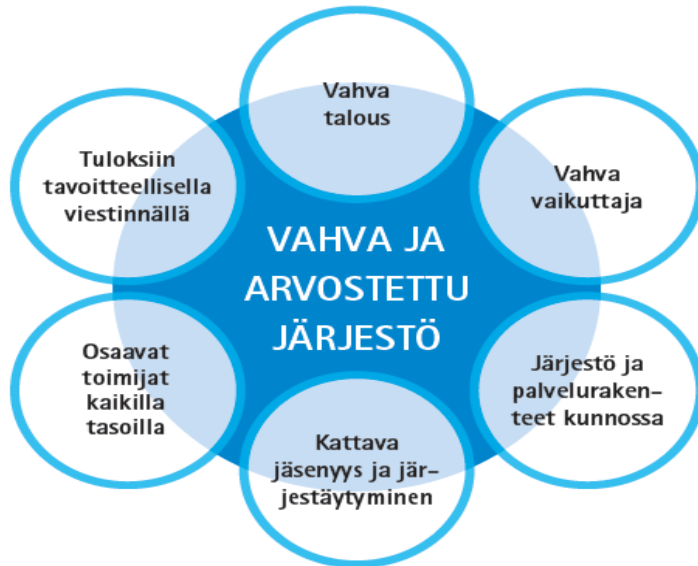 Vahva
talous
Tuloksiin
tavoitteellisella
viestinnällä
Vahva
vaikuttaja
VAHVA JA
ARVOSTETTU
JÄRJESTÖ
Osaavat
toimijat
kaikilla
tasoilla
Järjestö ja
palveluraken-
teet kunnossa
Kattava
jäsenyys ja jär-
jestäytyminen